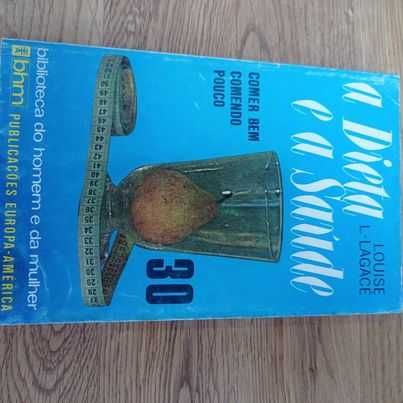 a Dieta
e a Saúde
LOUISE
L.-LAGACÉ
COMER BEM
COMENDO
POUCO
30
biblioteca do homem e da mulher
bhm PUBLICAÇÕES EUROPA-AMÉRICA